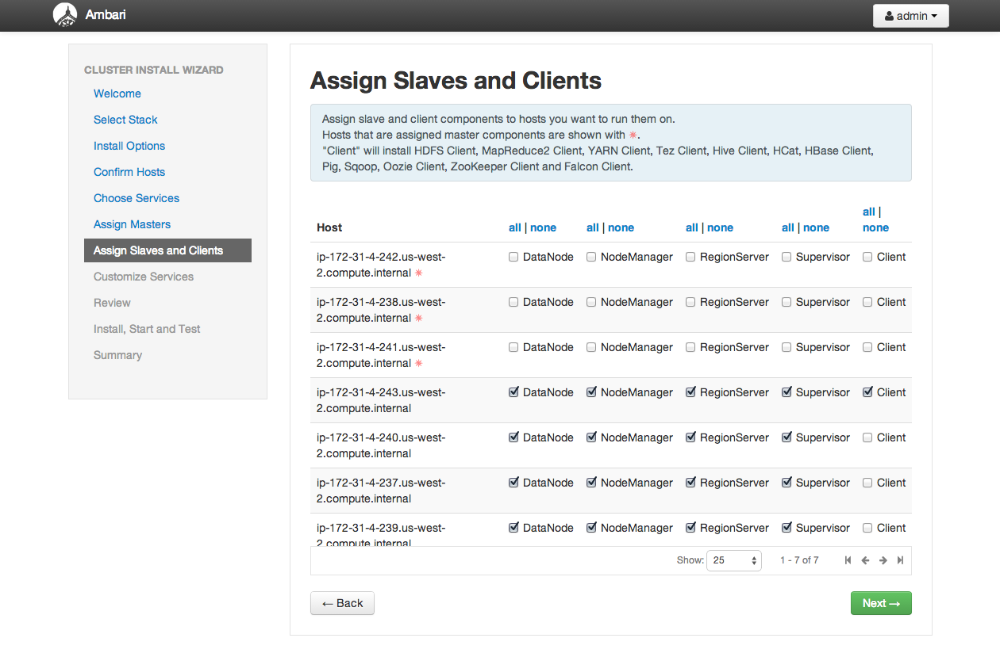 Ambari
admin
CLUSTER INSTALL WIZARD
Welcome
Select Stack
Install Options
Confirm Hosts
Choose Services
Assign Masters
Assign Slaves and Clients
Customize Services
Review
Install, Start and Test
Summary
Assign Slaves and Clients
Assign slave and client components to hosts you want to run them on.
Hosts that are assigned master components are shown with ✷.
"Client" will install HDFS Client, MapReduce2 Client, YARN Client, Tez Client, Hive Client, HCat, HBase Client,
Pig, Sqoop, Oozie Client, ZooKeeper Client and Falcon Client.
all |
Host all | none all | none all | none all | none none
ip-172-31-4-242.us-west- DataNode NodeManager RegionServer Supervisor Client
2.compute.internal ✷
ip-172-31-4-238.us-west- DataNode NodeManager RegionServer Supervisor Client
2.compute.internal ✷
ip-172-31-4-241.us-west- DataNode NodeManager RegionServer Supervisor Client
2.compute.internal ✷
ip-172-31-4-243.us-west- DataNode NodeManager RegionServer Supervisor Client
2.compute.internal
ip-172-31-4-240.us-west- DataNode NodeManager RegionServer Supervisor Client
2.compute.internal
ip-172-31-4-237.us-west- DataNode NodeManager RegionServer Supervisor Client
2.compute.internal
ip-172-31-4-239.us-west- DataNode NodeManager RegionServer Supervisor Client
2.compute.internal
Show: 25 1 - 7 of 7
← Back
Next →